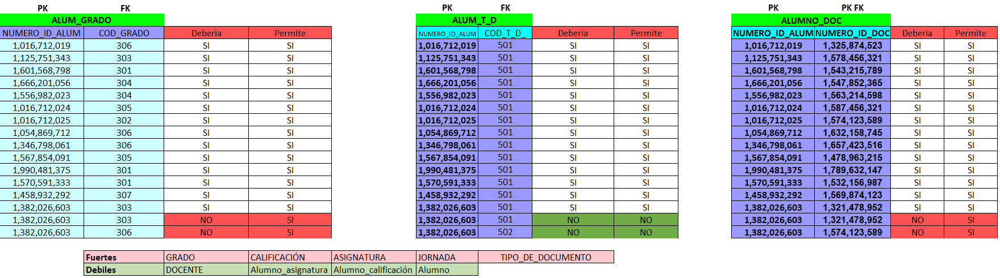 PK FK PK FK PK PK FK
ALUM_GRADO ALUM_T_D ALUMNO_DOC
NUMERO_ID_ALUM COD_GRADO Deberia Permite NUMERO_ID_ALUM COD_T_D_ Deberia Permite NUMERO_ID_ALUM NUMERO_ID_DOC Deberia Permite
1,016,712,019 306 SI SI 1,016,712,019 501 SI SI 1,016,712,019 1,325,874,523 SI SI
1,125,751,343 303 SI SI 1,125,751,343 501 SI SI 1,125,751,343 1,578,456,321 SI SI
1,601,568,798 301 SI SI 1,601,568,798 501 SI SI 1,601,568,798 1,543,215,789 SI SI
1,666,201,056 304 SI SI 1,666,201,056 501 SI SI 1,666,201,056 1,547,852,365 SI SI
1,556,982,023 304 SI SI 1,556,982,023 501 SI SI 1,556,982,023 1,563,214,598 SI SI
1,016,712,024 305 SI SI 1,016,712,024 501 SI SI 1,016,712,024 1,587,456,321 SI SI
1,016,712,025 302 SI SI 1,016,712,025 501 SI SI 1,016,712,025 1,574,123,589 SI SI
1,054,869,712 306 SI SI 1,054,869,712 501 SI SI 1,054,869,712 1,632,158,745 SI SI
1,346,798,061 306 SI SI 1,346,798,061 501 SI SI 1,346,798,061 1,657,423,516 SI SI
1,567,854,091 305 SI SI 1,567,854,091 501 SI SI 1,567,854,091 1,478,963,215 SI SI
1,990,481,375 301 SI SI 1,990,481,375 501 SI SI 1,990,481,375 1,789,632,147 SI SI
1,570,591,333 301 SI SI 1,570,591,333 501 SI SI 1,570,591,333 1,532,156,987 SI SI
1,458,932,292 307 SI SI 1,458,932,292 501 SI SI 1,458,932,292 1,569,874,123 SI SI
1,382,026,603 303 SI SI 1,382,026,603 501 SI SI 1,382,026,603 1,321,478,952 SI SI
1,382,026,603 303 NO SI 1,382,026,603 501 NO NO 1,382,026,603 1,321,478,952 NO SI
1,382,026,603 306 NO SI 1,382,026,603 502 NO NO 1,382,026,603 1,574,123,589 NO SI
Fuertes GRADO CALIFICACIÓN ASIGNATURA JORNADA TIPO_DE_DOCUMENTO
Debiles DOCENTE Alumno_asignatura Alumno_calificación Alumno